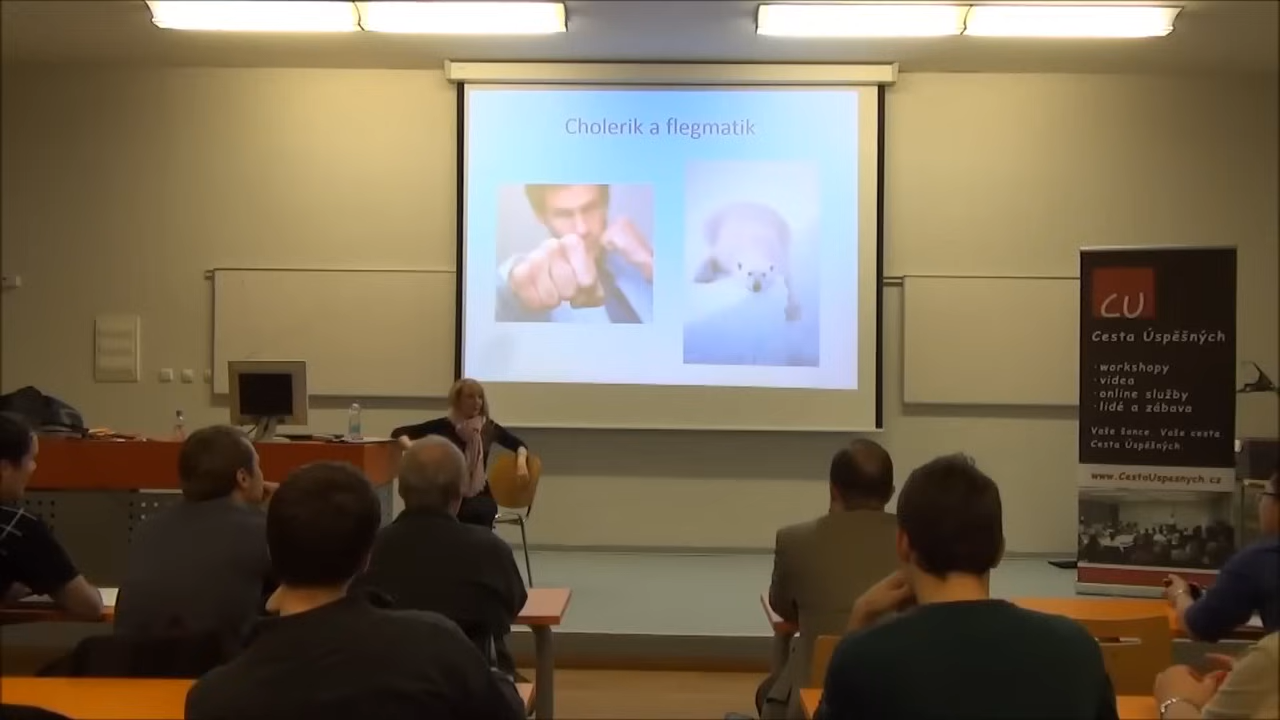 Cholerik a flegmatik
CU
Cesta Úspěšných
· workshopy
· videa
· online služby
· lidé a zábava
Vaše šance. Vaše cesta
Cesta Úspěšných.
www.CestaUspesnych.cz